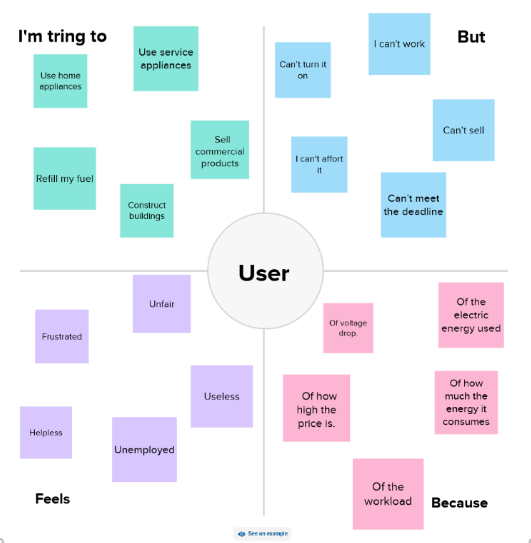 I'm tring to
Use home
appliances
Use service
appliances
Refill my fuel
Sell
commercial
products
Construct
buildings
But
Can't turn it
on
I can't work
I can't affort
it
Can't sell
Can't meet
the deadline
User
Feels
Frustrated
Unfair
Useless
Helpless
Unemployed
Because
Of voltage
drop.
Of the
electric
energy used
Of how
high the
price is.
Of how
much the
energy it
consumes
Of the
workload
See an example